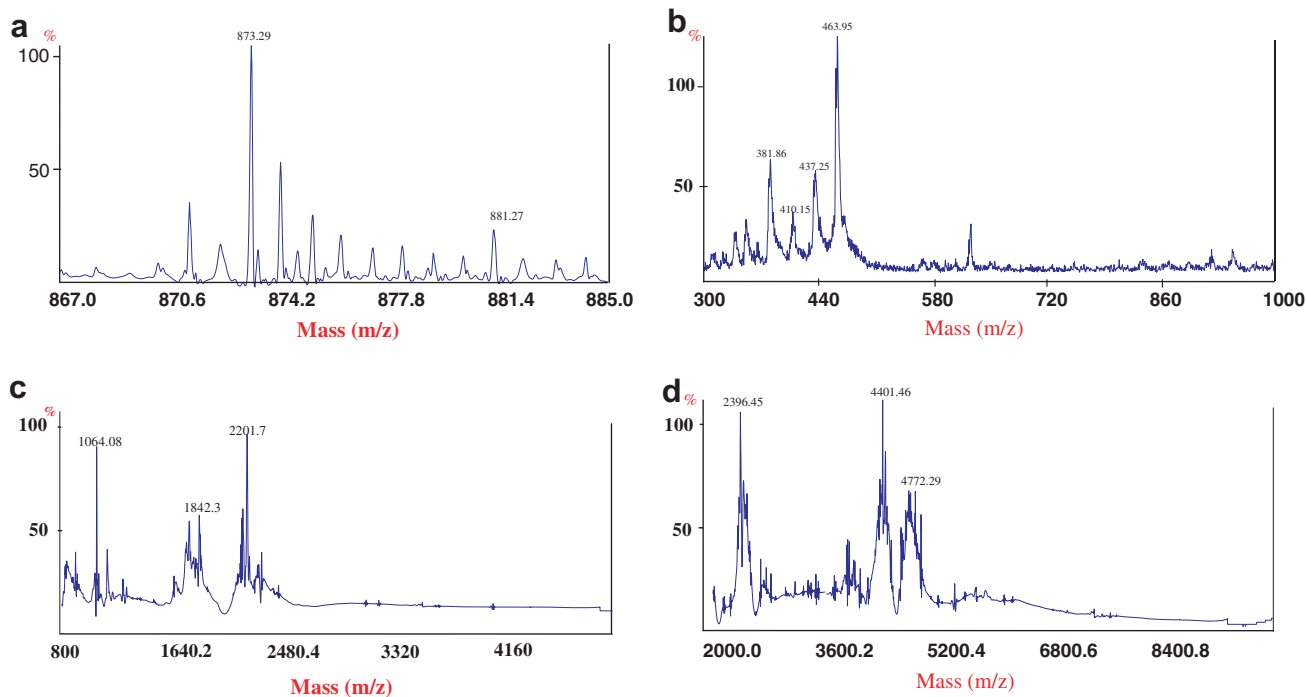 a
%
873.29
100
50
881.27
867.0 870.6 874.2 877.8 881.4 885.0
Mass (m/z)
b
%
463.95
100
381.86
437.25
410.15
50
300 440 580 720 860 1000
Mass (m/z)
c
%
100
1064.08
2201.7
1842.3
50
800 1640.2 2480.4 3320 4160
Mass (m/z)
d
%
4401.46
2396.45
100
4772.29
50
2000.0 3600.2 5200.4 6800.6 8400.8
Mass (m/z)